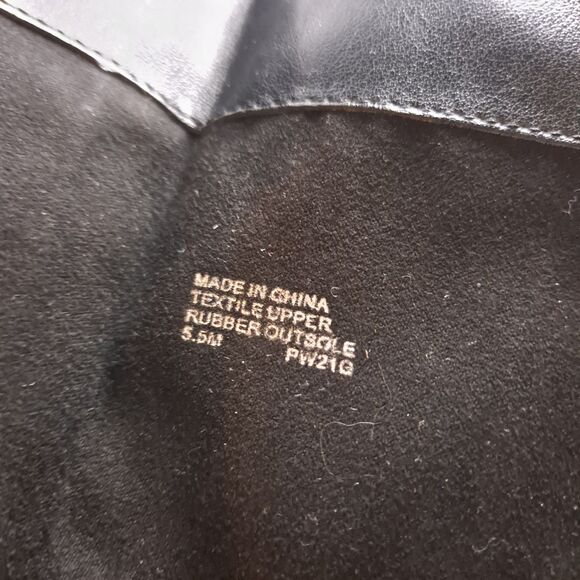 MADE IN CHINA
TEXTILE UPPER
RUBBER OUTSOLE
5.5M PW21G